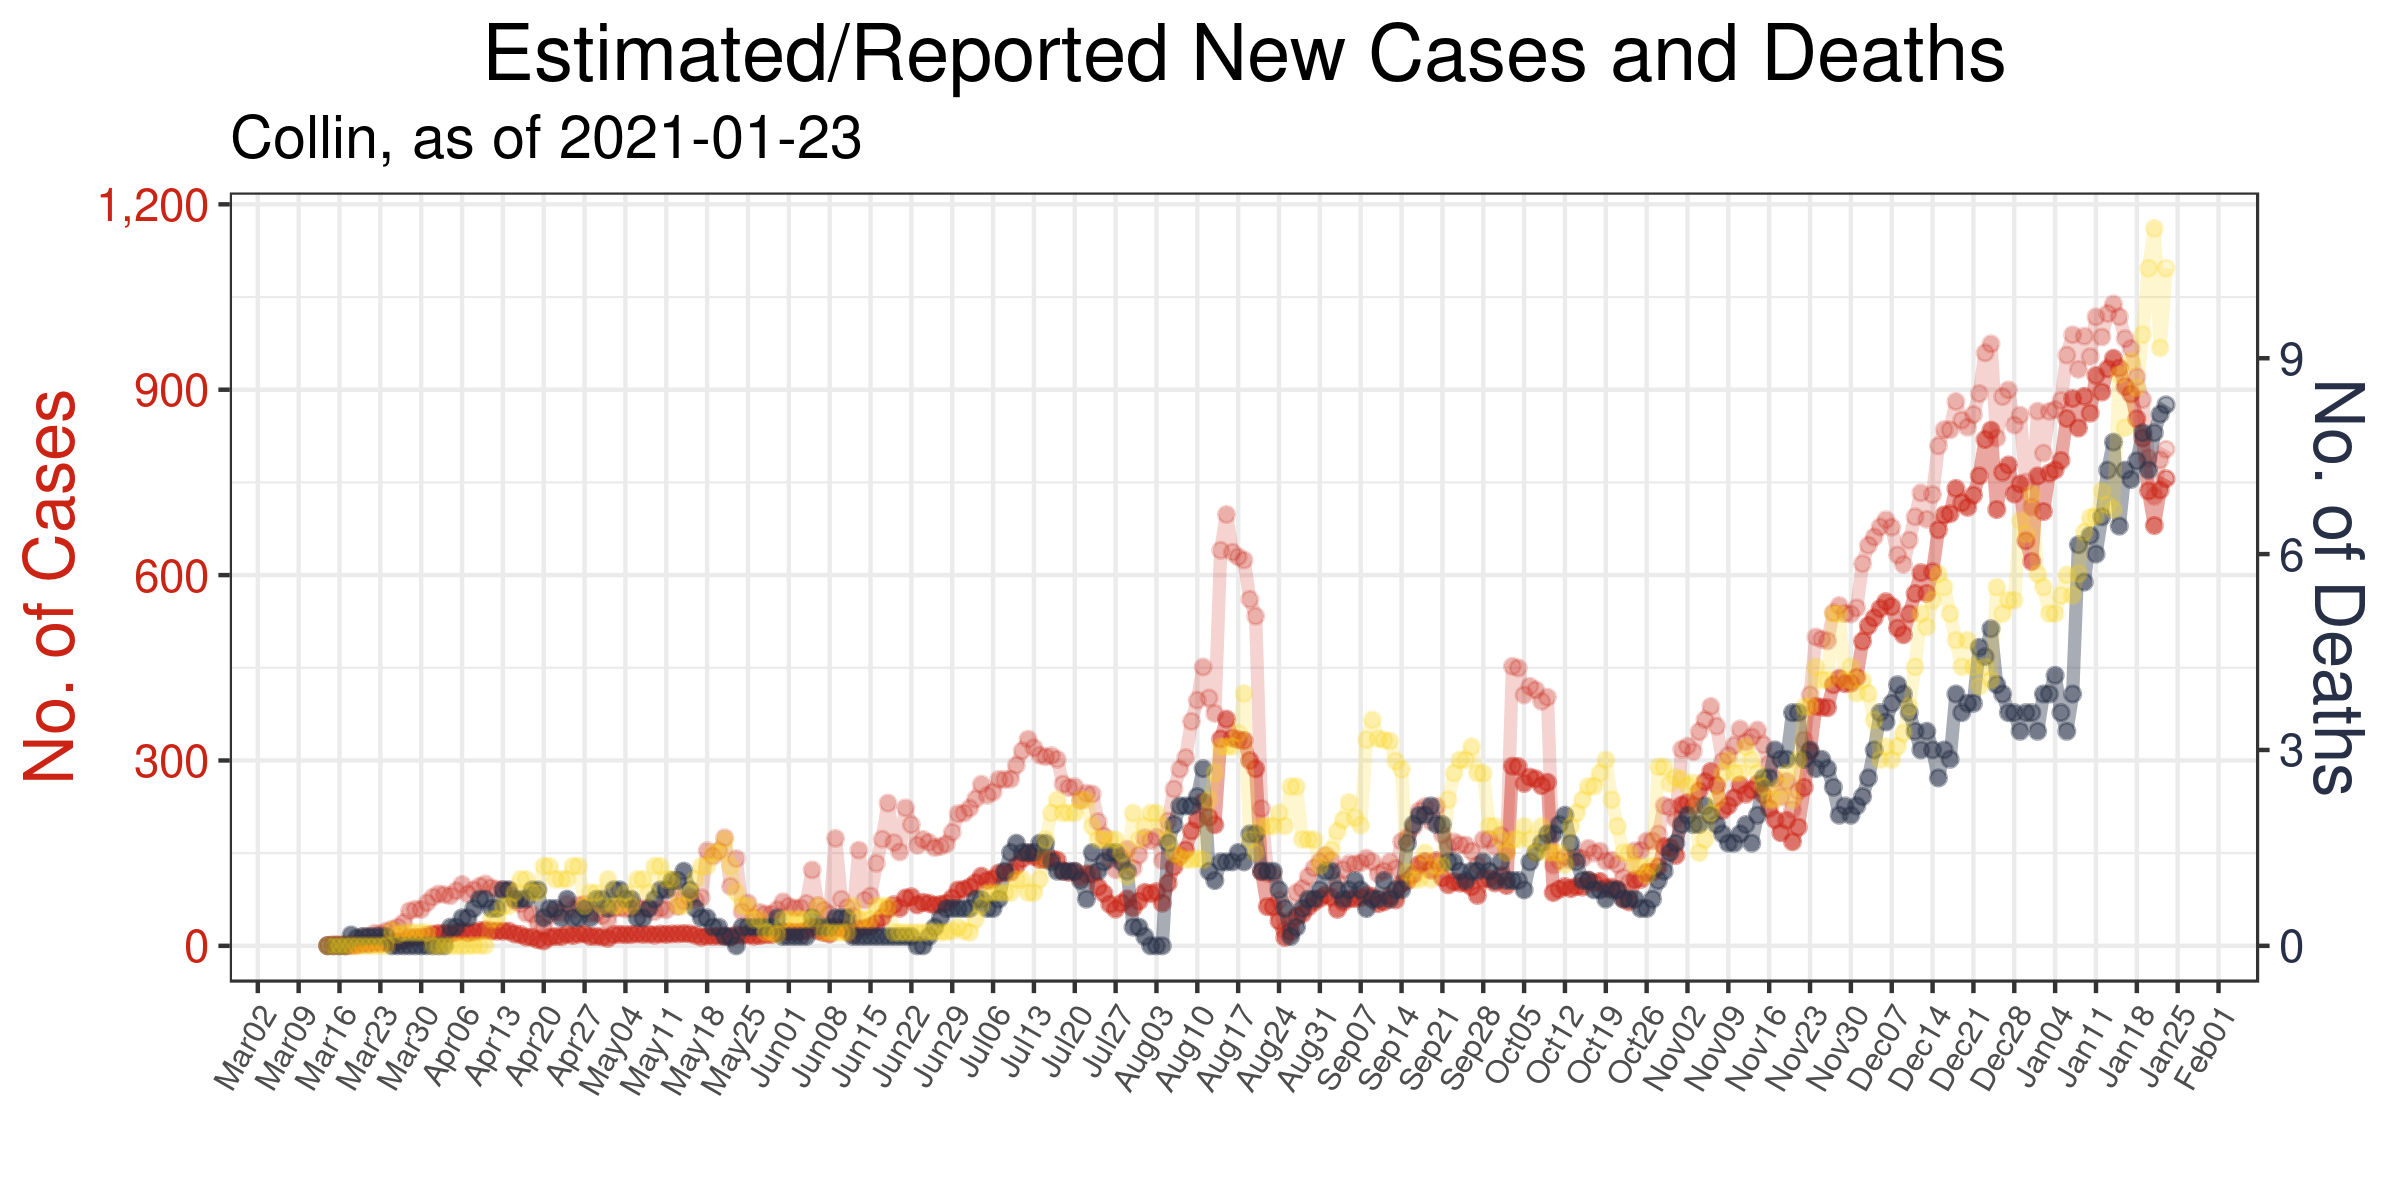 Estimated/Reported New Cases and Deaths
Collin, as of 2021-01-23
No. of Cases
1,200
900
600
300
0
9
6
3
0
No. of Deaths
Mar02
Mar09
Mar16
Mar23
Mar30
Apr06
Apr13
Apr20
Apr27
May04
May11
May18
May25
Jun01
Jun08
Jun15
Jun22
Jun29
Jul06
Jul13
Jul20
Jul27
Aug03
Aug10
Aug17
Aug24
Aug31
Sep07
Sep14
Sep21
Sep28
Oct05
Oct12
Oct19
Oct26
Nov02
Nov09
Nov16
Nov23
Nov30
Dec07
Dec14
Dec21
Dec28
Jan04
Jan11
Jan18
Jan25
Feb01